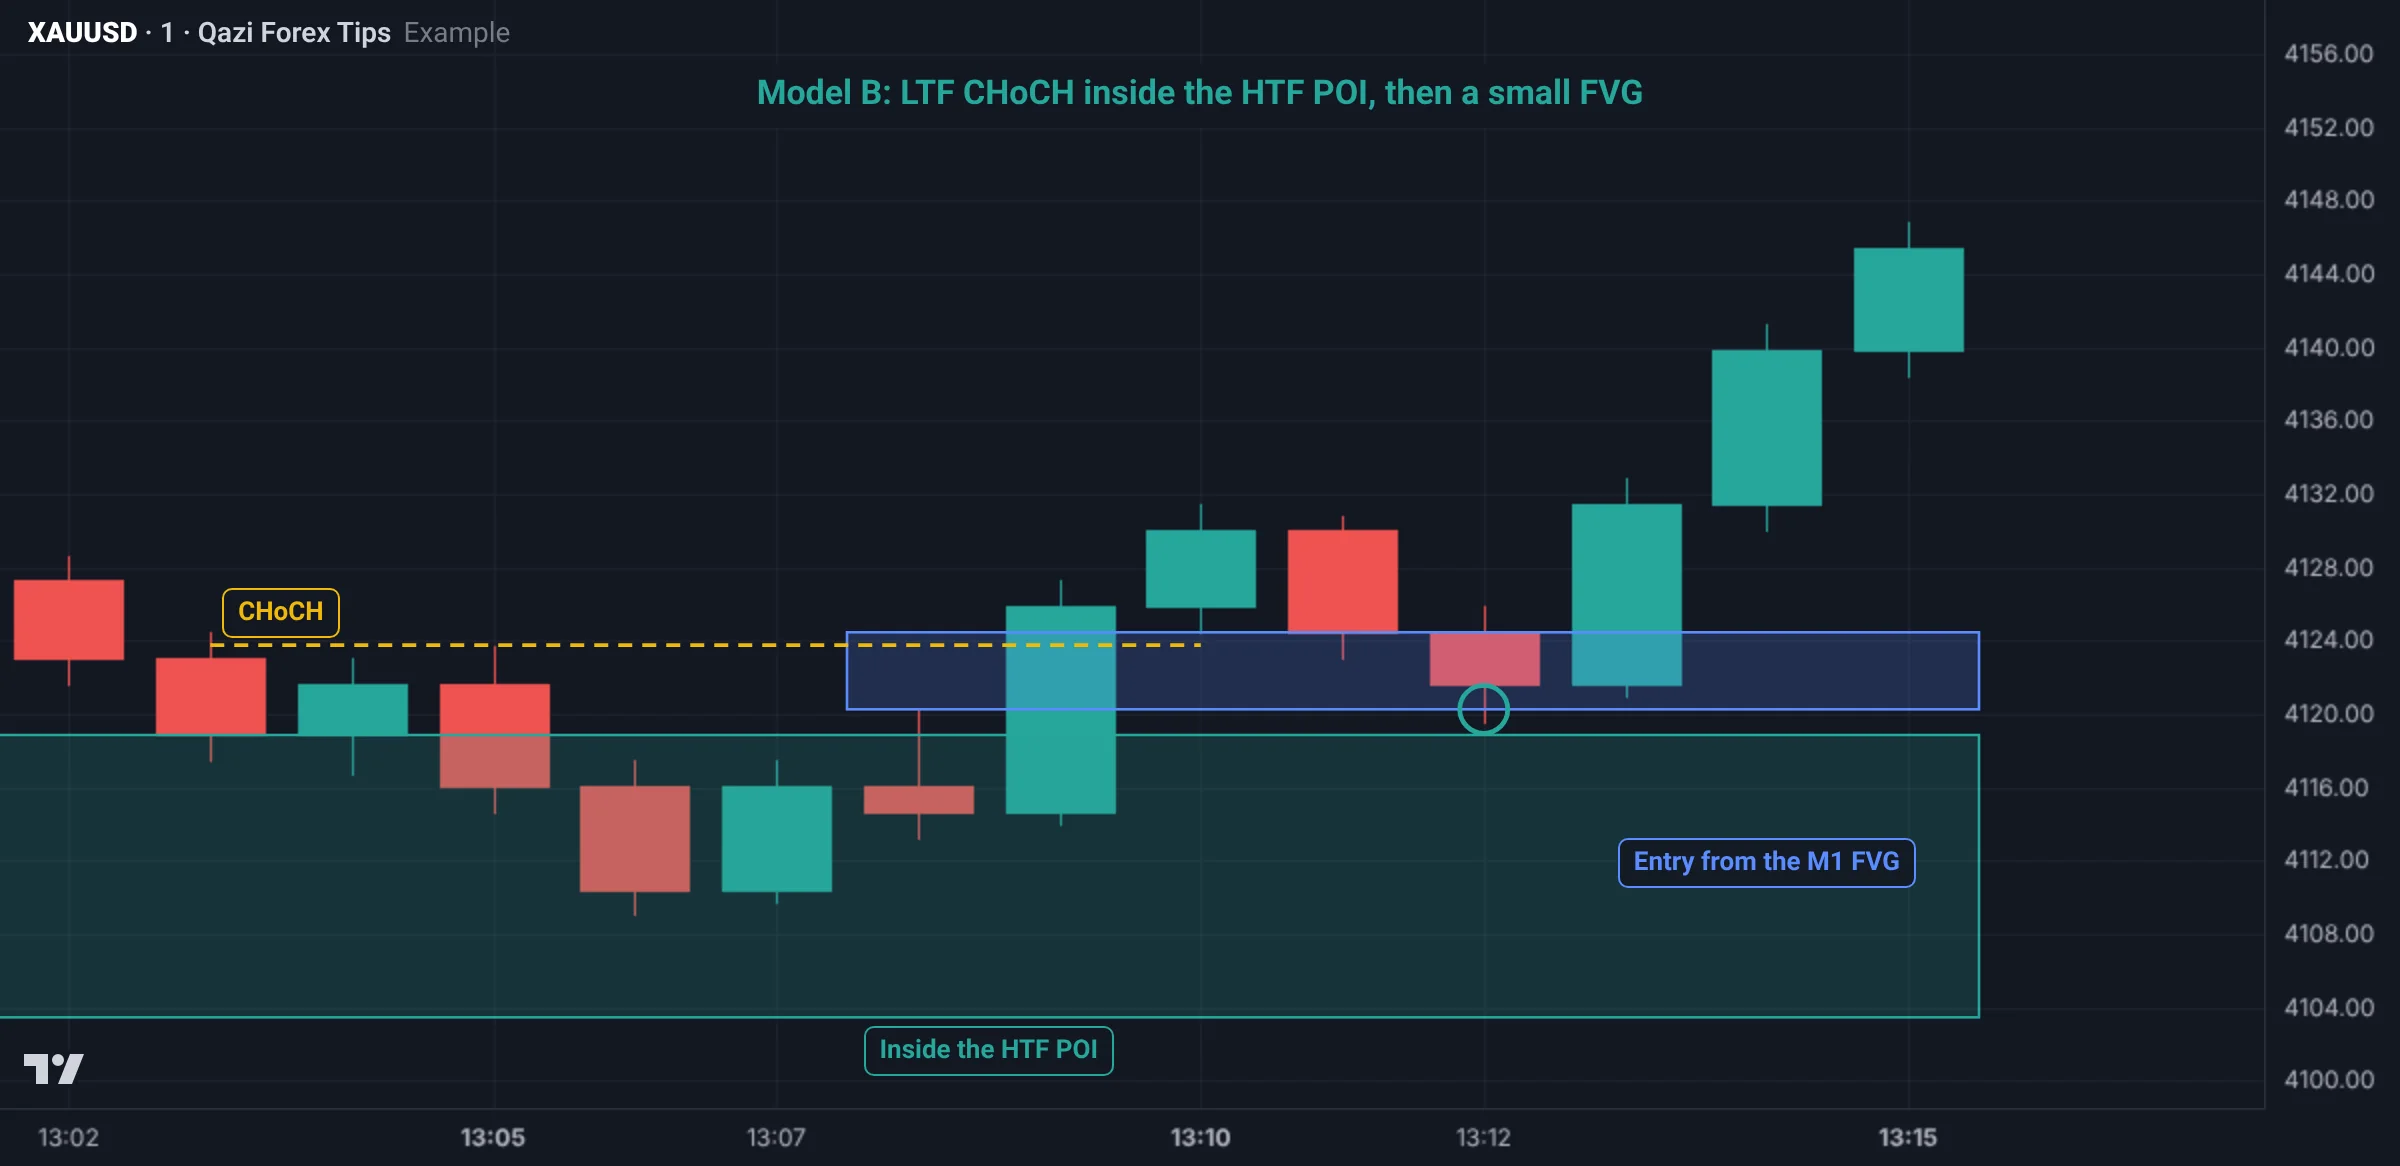 XAUUSD · 1 · Qazi Forex Tips Example
Model B: LTF CHoCH inside the HTF POI, then a small FVG
CHoCH
Entry from the M1 FVG
Inside the HTF POI
4156.00
4152.00
4148.00
4144.00
4140.00
4136.00
4132.00
4128.00
4124.00
4120.00
4116.00
4112.00
4108.00
4104.00
4100.00
13:02 13:05 13:07 13:10 13:12 13:15